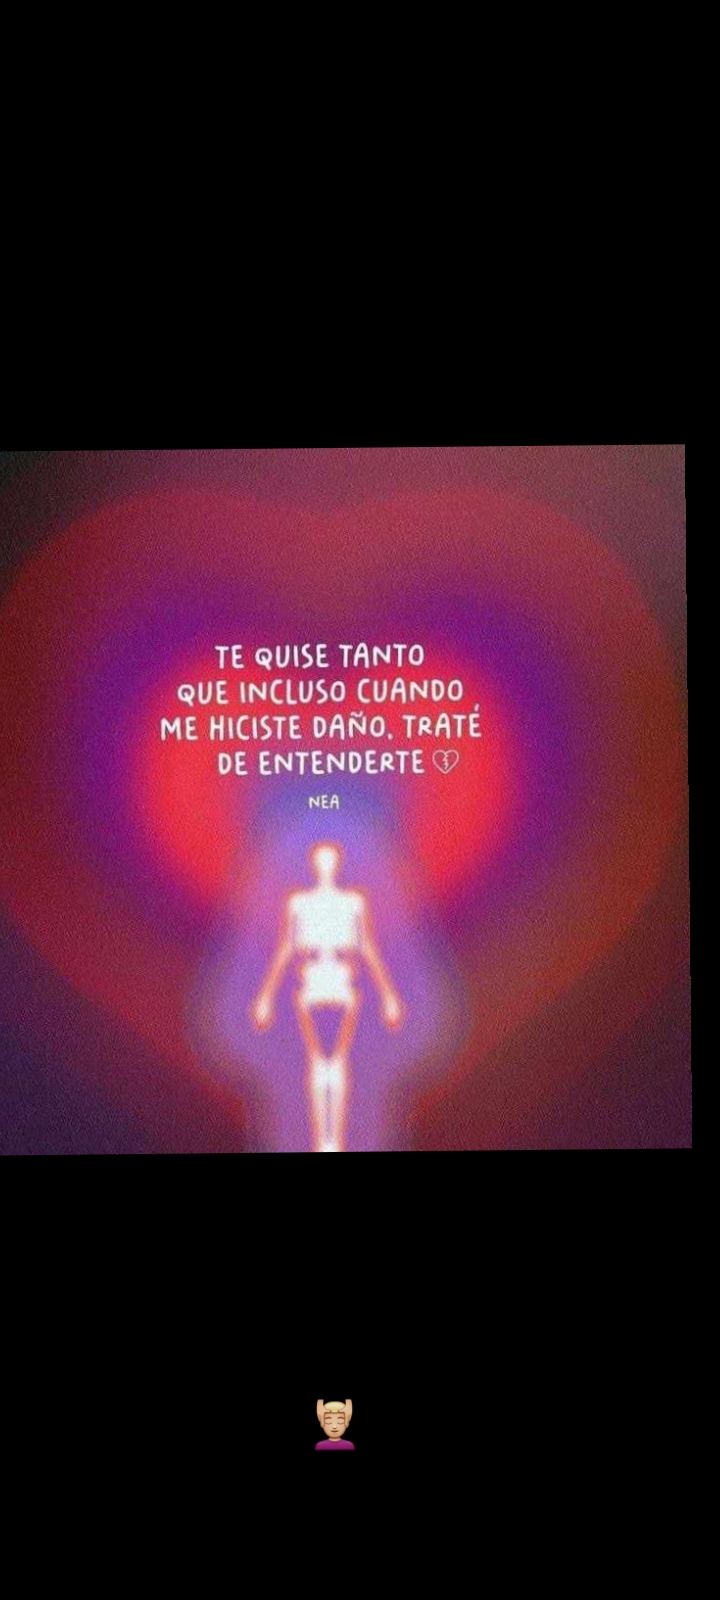 TE QUISE TANTO
QUE INCLUSO CUANDO
ME HICISTE DAÑO, TRATÉ
DE ENTENDERTE
NEA